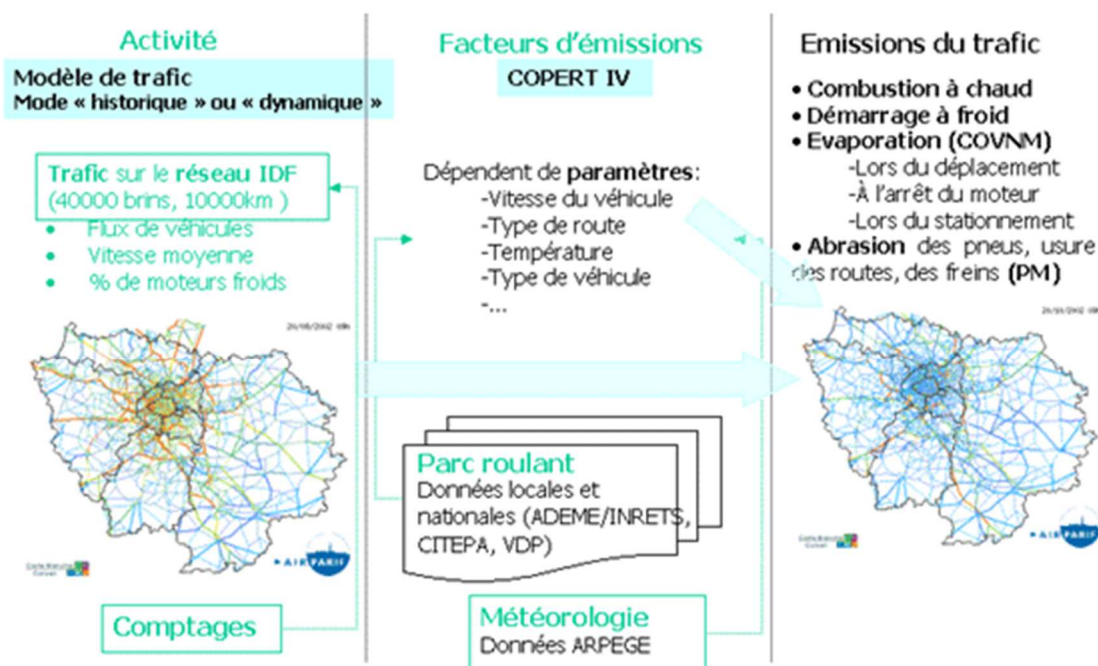 Activité
Modèle de trafic
Mode « historique » ou « dynamique »
Trafic sur le réseau IDF
(40000 brins, 10000km )
• Flux de véhicules
• Vitesse moyenne
• % de moteurs froids
AIRPARIF
Comptages
Facteurs d'émissions
COPERT IV
Dépendent de paramètres:
-Vitesse du véhicule
-Type de route
-Température
-Type de véhicule
-...
Parc roulant
Données locales et
nationales (ADEME/INRETS,
CITEPA, VDP)
Météorologie
Données ARPEGE
Emissions du trafic
• Combustion à chaud
• Démarrage à froid
• Evaporation (COVNM)
-Lors du déplacement
-À l'arrêt du moteur
-Lors du stationnement
• Abrasion des pneus, usure
des routes, des freins (PM)
AIRPARIF